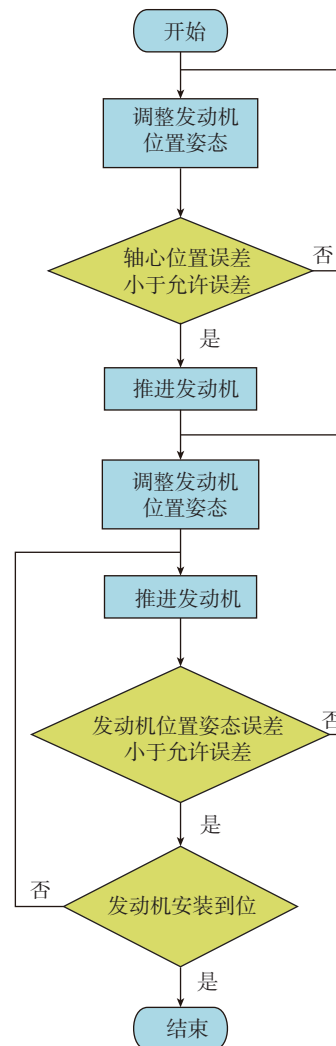 开始
调整发动机
位置姿态
轴心位置误差
小于允许误差
否
是
推进发动机
调整发动机
位置姿态
推进发动机
发动机位置姿态误差
小于允许误差
否
是
发动机安装到位
否
是
结束